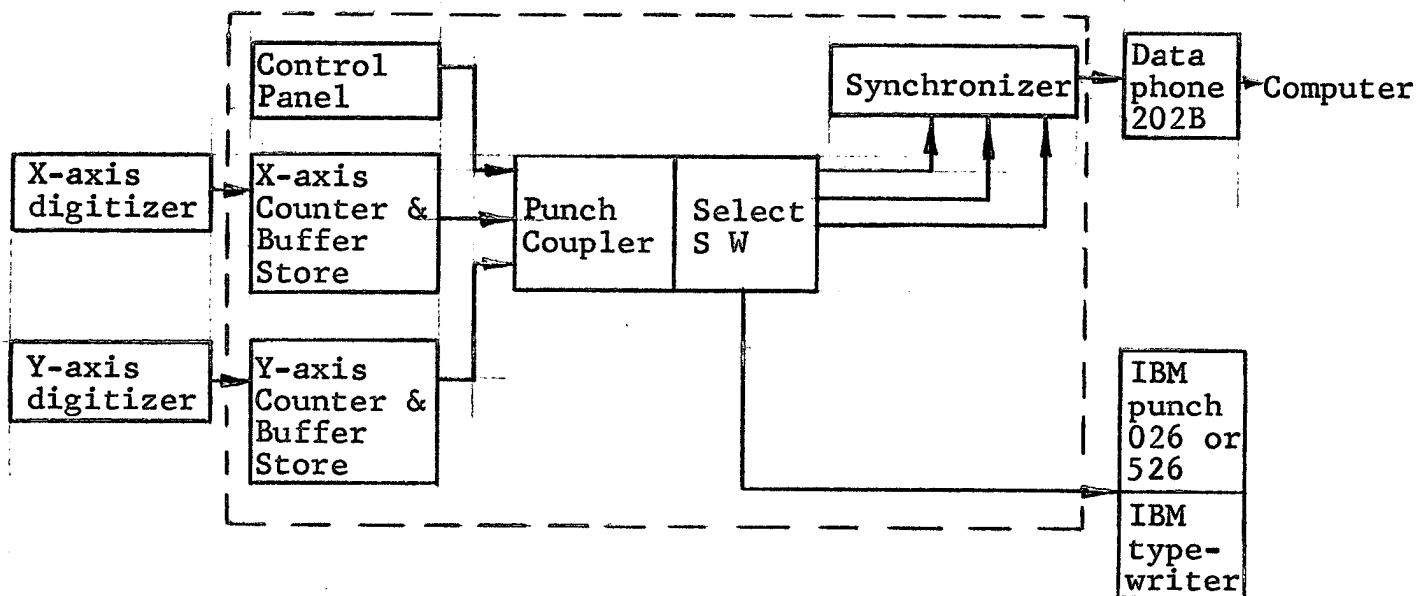 Control
Panel
Synchronizer
Data
phone
202B
Computer
X-axis
digitizer
X-axis
Counter &
Buffer
Store
Punch
Coupler
Select
S W
Y-axis
digitizer
Y-axis
Counter &
Buffer
Store
IBM
punch
026 or
526
IBM
type-
writer